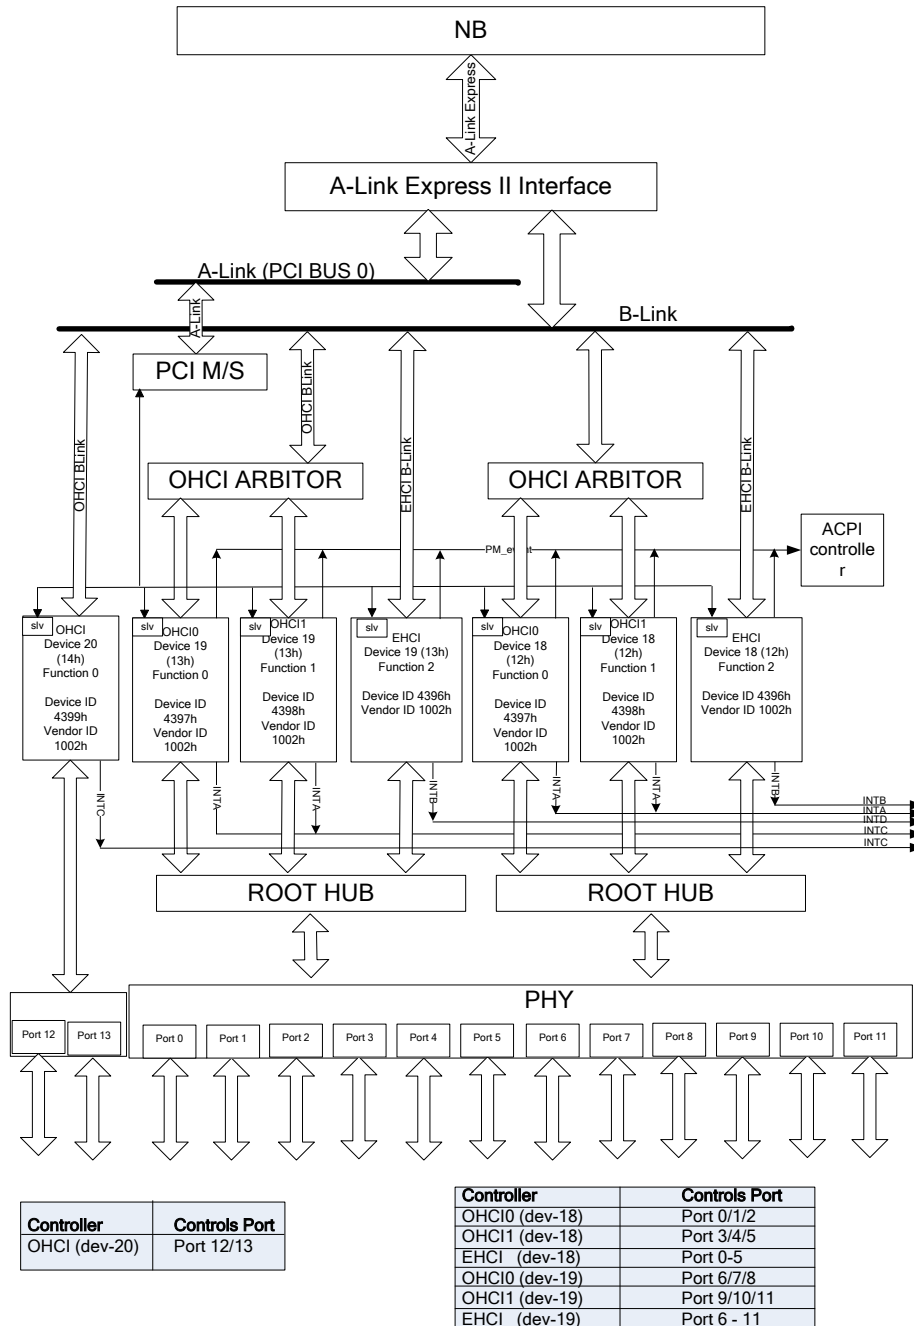 NB
A-Link Express
A-Link Express II Interface
A-Link (PCI BUS 0)
B-Link
A-Link
PCI M/S
OHCI BLink
OHCI BLink
EHCI B-Link
EHCI B-Link
OHCI ARBITOR
OHCI ARBITOR
ACPI
controlle
r
PM_event
slv
OHCI
Device 20
(14h)
Function 0
Device ID
4399h
Vendor ID
1002h
slv
OHCI0
Device 19
(13h)
Function 0
Device ID
4397h
Vendor ID
1002h
slv
OHCI1
Device 19
(13h)
Function 1
Device ID
4398h
Vendor ID
1002h
slv
EHCI
Device 19 (13h)
Function 2
Device ID 4396h
Vendor ID 1002h
slv
OHCI0
Device 18
(12h)
Function 0
Device ID
4397h
Vendor ID
1002h
slv
OHCI1
Device 18
(12h)
Function 1
Device ID
4398h
Vendor ID
1002h
slv
EHCI
Device 18 (12h)
Function 2
Device ID 4396h
Vendor ID 1002h
INTC
INTA
INTA
INTB
INTA
INTA
INTB
INTB
INTA
INTD
INTC
INTC
ROOT HUB
ROOT HUB
PHY
Port 12
Port 13
Port 0
Port 1
Port 2
Port 3
Port 4
Port 5
Port 6
Port 7
Port 8
Port 9
Port 10
Port 11
Controller Controls Port
OHCI (dev-20) Port 12/13
Controller Controls Port
OHCI0 (dev-18) Port 0/1/2
OHCI1 (dev-18) Port 3/4/5
EHCI (dev-18) Port 0-5
OHCI0 (dev-19) Port 6/7/8
OHCI1 (dev-19) Port 9/10/11
EHCI (dev-19) Port 6 - 11